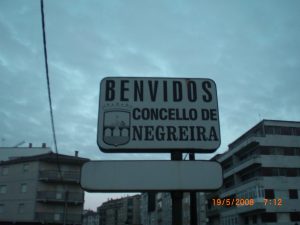 BENVIDOS
CONCELLO DE
NEGREIRA
19/5/2008 7:12